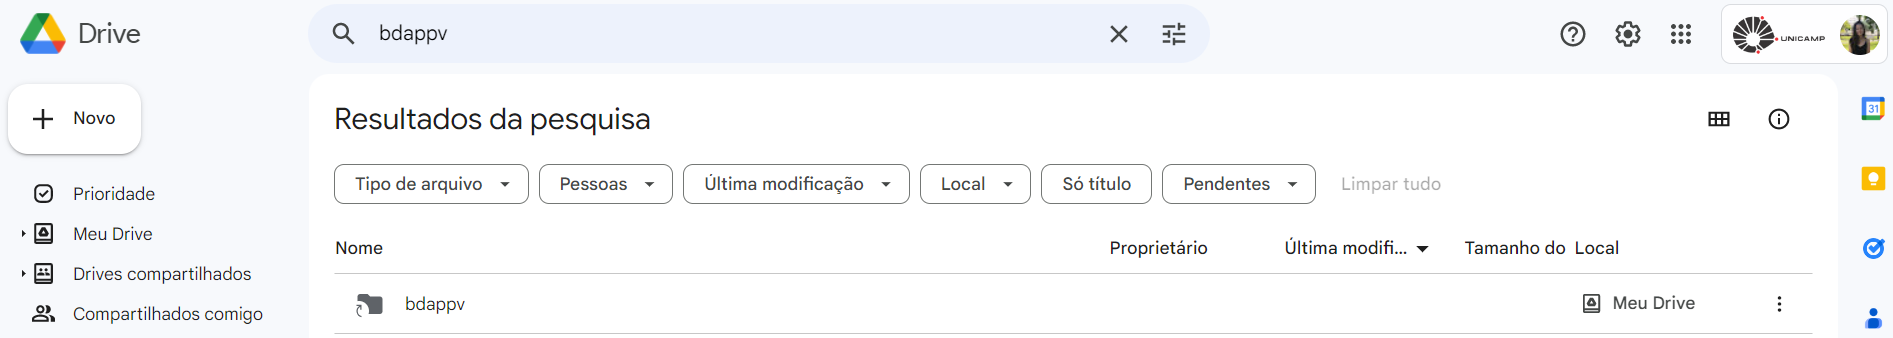 Drive
bdappv
UNICAMP
Novo
Prioridade
Meu Drive
Drives compartilhados
Compartilhados comigo
Resultados da pesquisa
Tipo de arquivo Pessoas Última modificação Local Só título Pendentes Limpar tudo
Nome Proprietário Última modifi... Tamanho do Local
bdappv Meu Drive
31